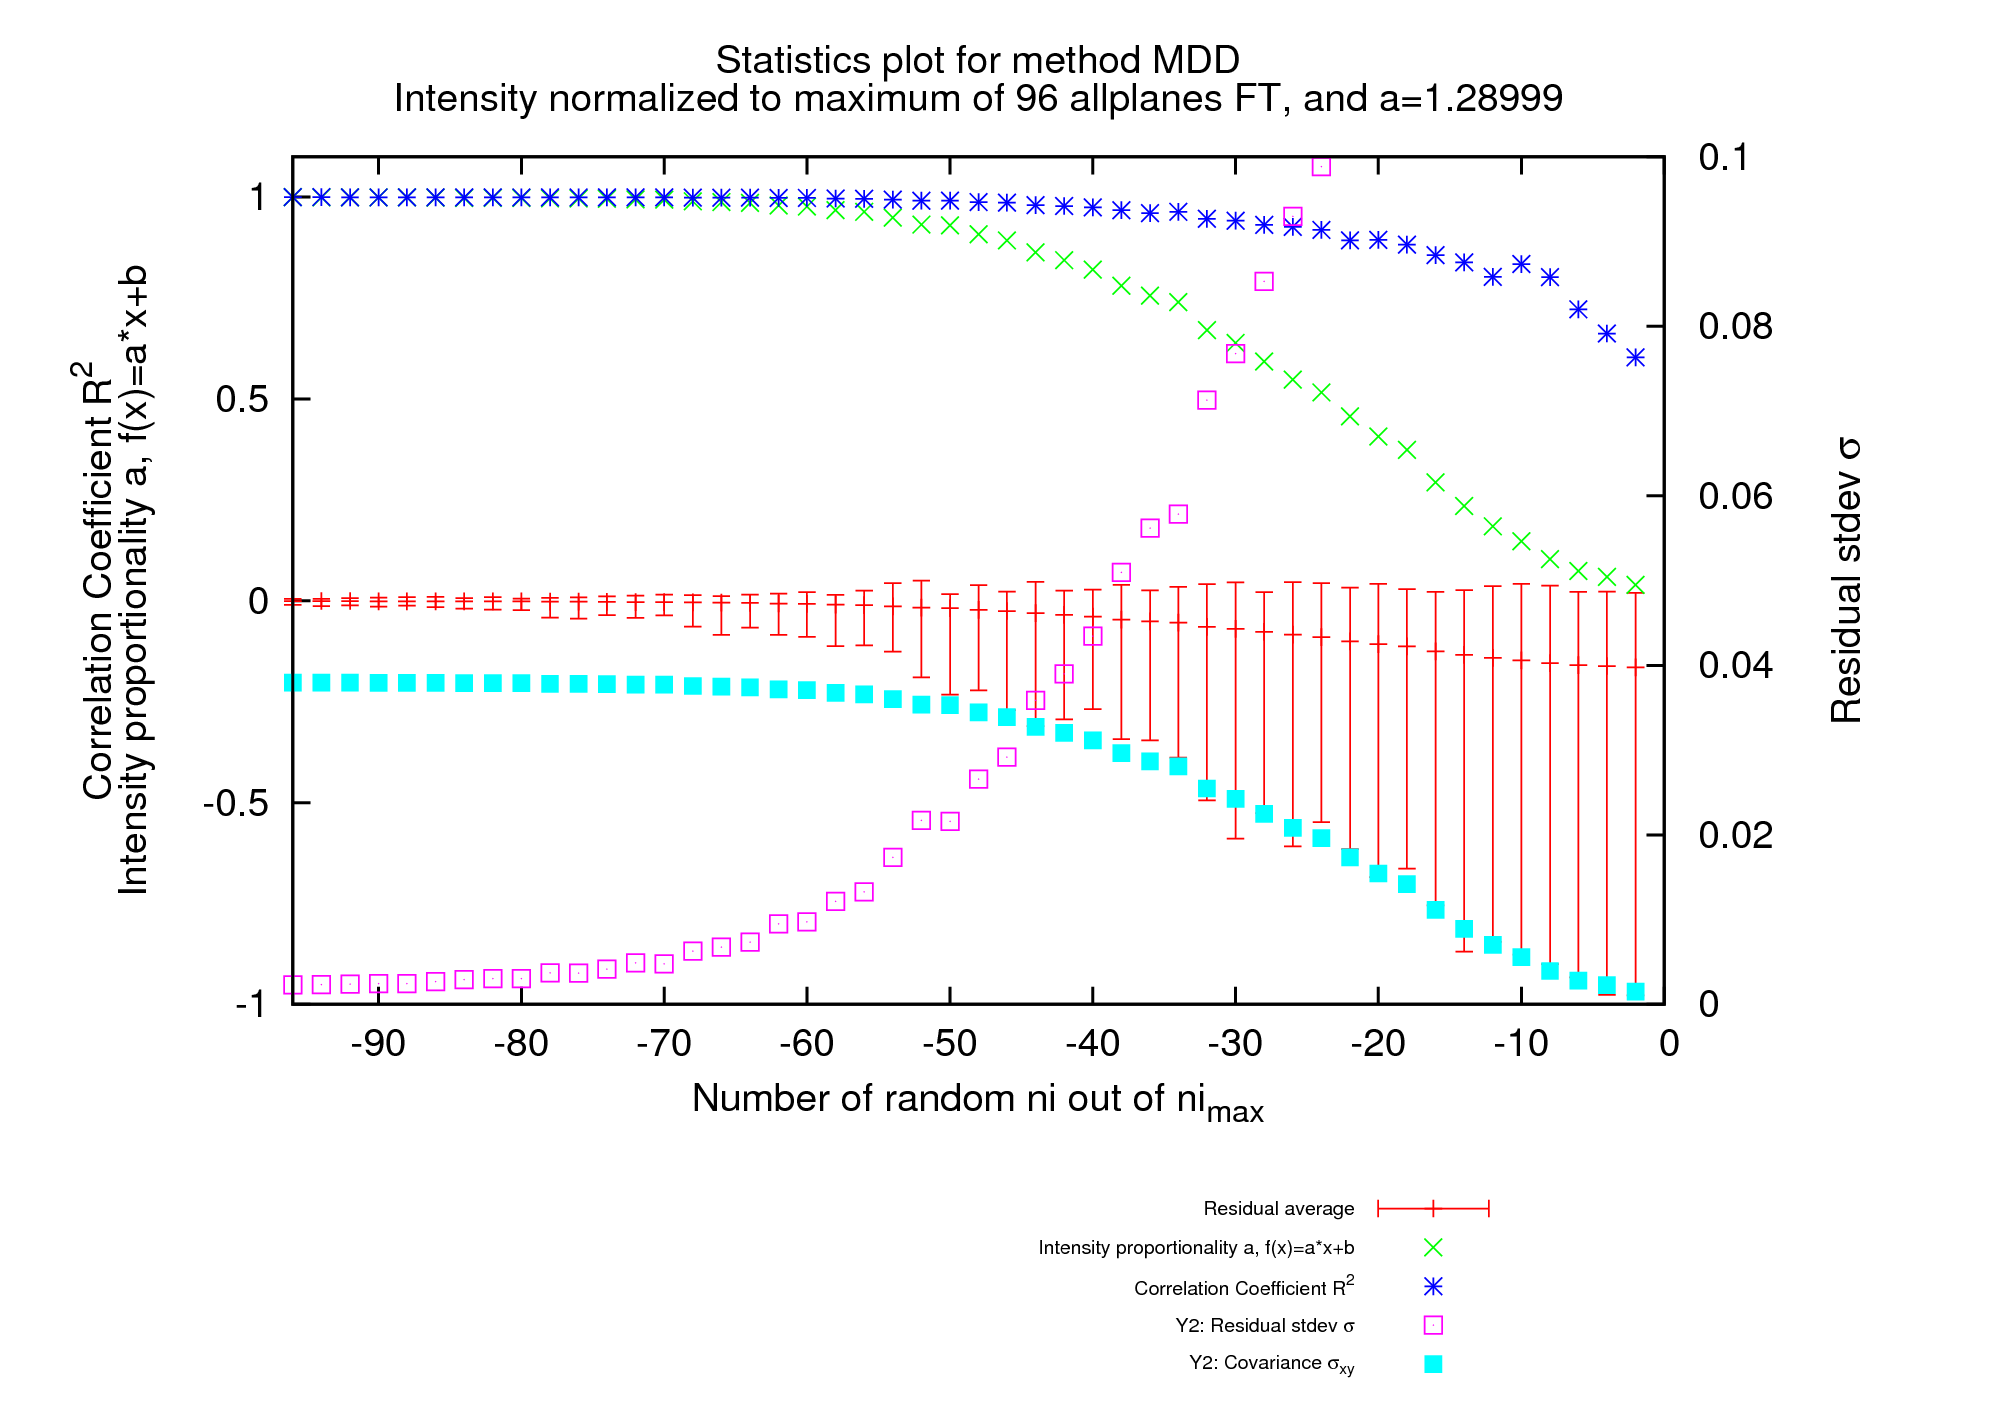 Statistics plot for method MDD
Intensity normalized to maximum of 96 allplanes FT, and a=1.28999
Correlation Coefficient R²
Intensity proportionality a, f(x)=a*x+b
1
0.5
0
-0.5
-1
0.1
0.08
0.06
0.04
0.02
0
Residual stdev σ
-90 -80 -70 -60 -50 -40 -30 -20 -10 0
Number of random ni out of ni_max
Residual average
Intensity proportionality a, f(x)=a*x+b
Correlation Coefficient R²
Y2: Residual stdev σ
Y2: Covariance σ_xy